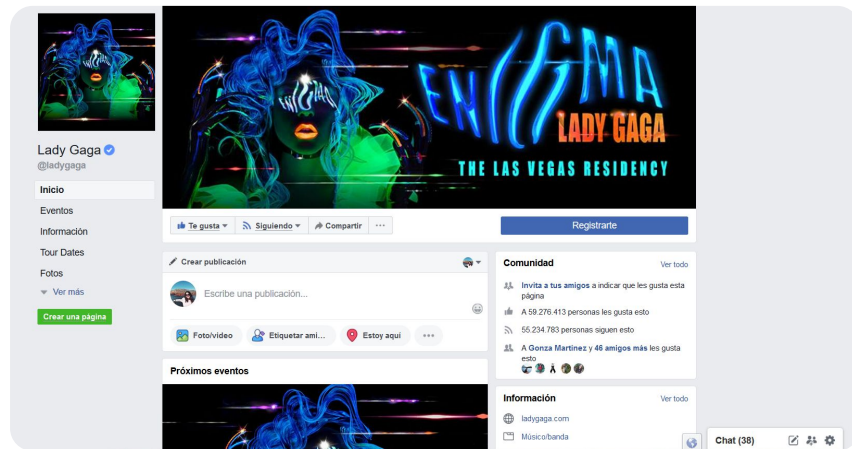 ENIGMA
ENIGMA
LADY GAGA
THE LAS VEGAS RESIDENCY
Lady Gaga
@ladygaga
Inicio
Eventos
Información
Tour Dates
Fotos
Ver más
Crear una página
Te gusta
Siguiendo
Compartir
Registrarte
Crear publicación
Escribe una publicación...
Foto/video
Etiquetar ami...
Estoy aquí
Próximos eventos
Comunidad
Ver todo
Invita a tus amigos a indicar que les gusta esta
página
A 59.276.413 personas les gusta esto
55.234.783 personas siguen esto
A Gonza Martinez y 46 amigos más les gusta
esto
Información
Ver todo
ladygaga.com
Músico/banda
Chat (38)